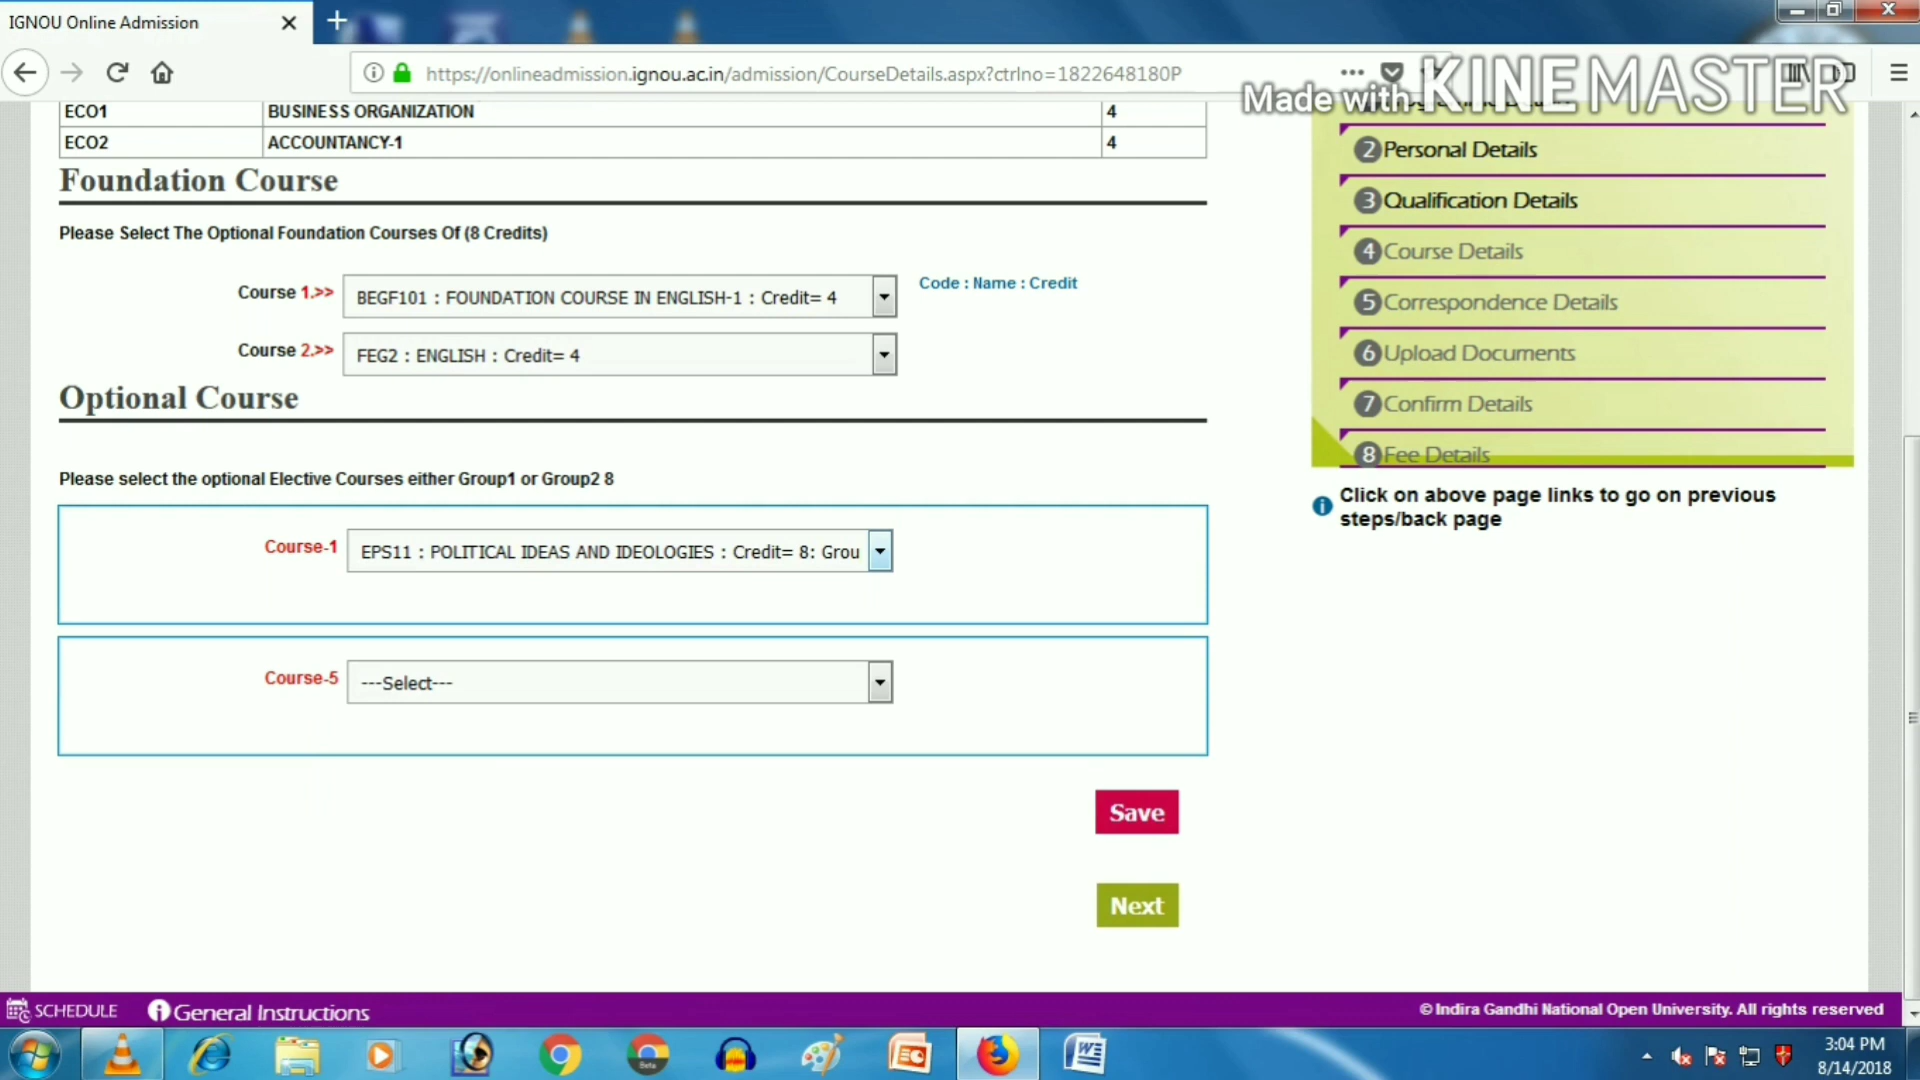 IGNOU Online Admission
https://onlineadmission.ignou.ac.in/admission/CourseDetails.aspx?ctrlno=1822648180P
Made with KINEMASTER
ECO1 BUSINESS ORGANIZATION 4
ECO2 ACCOUNTANCY-1 4
Foundation Course
Please Select The Optional Foundation Courses Of (8 Credits)
Course 1.>> BEGF101 : FOUNDATION COURSE IN ENGLISH-1 : Credit= 4
Code : Name : Credit
Course 2.>> FEG2 : ENGLISH : Credit= 4
Optional Course
Please select the optional Elective Courses either Group1 or Group2 8
Course-1 EPS11 : POLITICAL IDEAS AND IDEOLOGIES : Credit= 8: Grou
Course-5 ---Select---
Save
Next
2 Personal Details
3 Qualification Details
4 Course Details
5 Correspondence Details
6 Upload Documents
7 Confirm Details
8 Fee Details
Click on above page links to go on previous
steps/back page
SCHEDULE General Instructions
© Indira Gandhi National Open University. All rights reserved
Beta
3:04 PM
8/14/2018